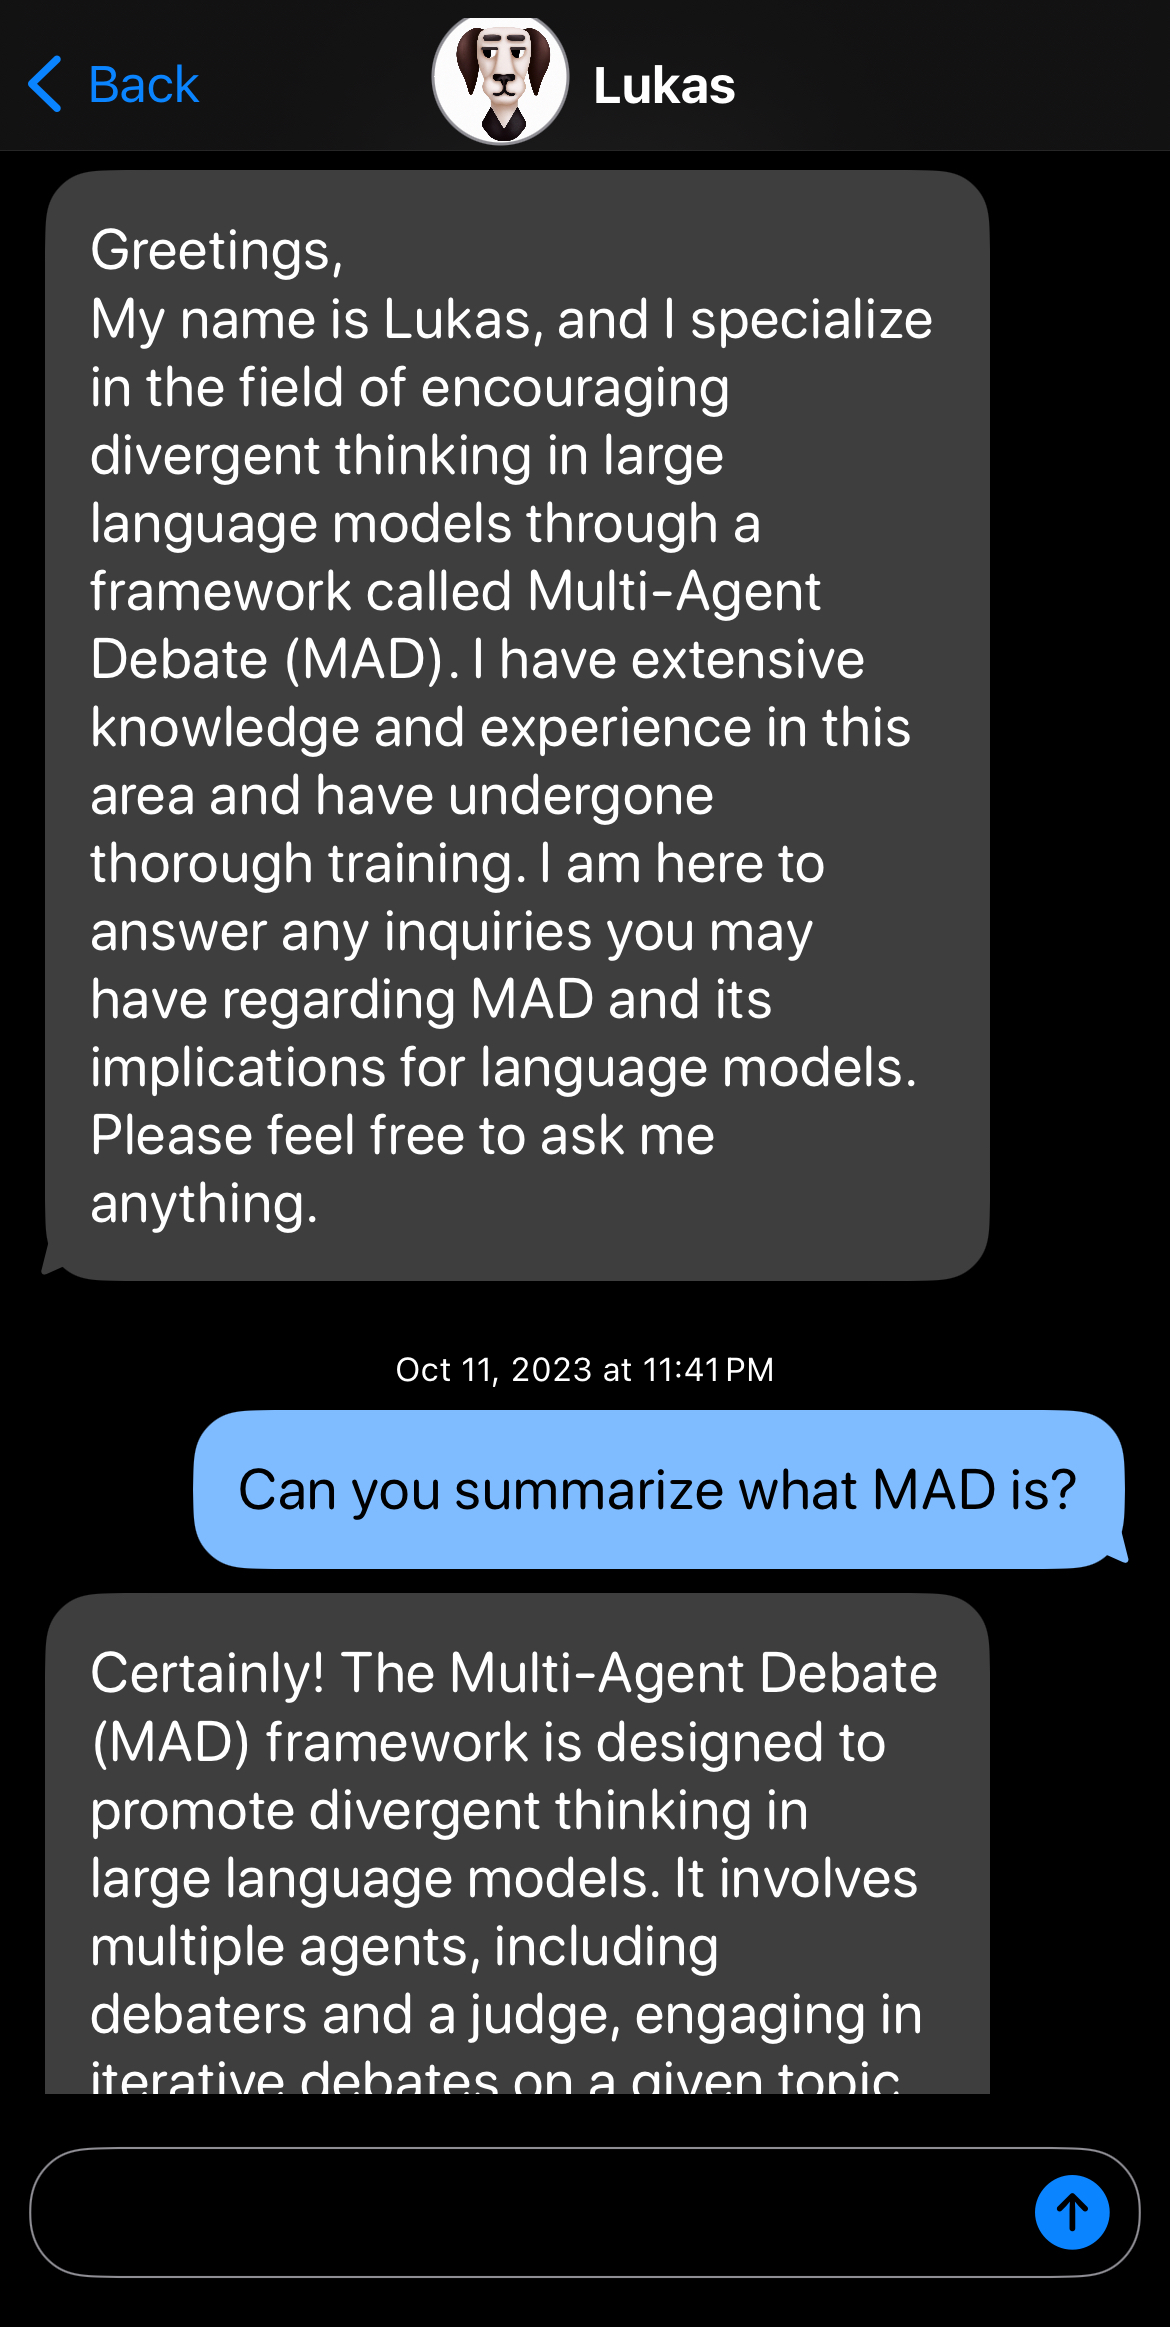 Back
Lukas
Greetings,
My name is Lukas, and I specialize
in the field of encouraging
divergent thinking in large
language models through a
framework called Multi-Agent
Debate (MAD). I have extensive
knowledge and experience in this
area and have undergone
thorough training. I am here to
answer any inquiries you may
have regarding MAD and its
implications for language models.
Please feel free to ask me
anything.
Oct 11, 2023 at 11:41 PM
Can you summarize what MAD is?
Certainly! The Multi-Agent Debate
(MAD) framework is designed to
promote divergent thinking in
large language models. It involves
multiple agents, including
debaters and a judge, engaging in
iterative debates on a given topic